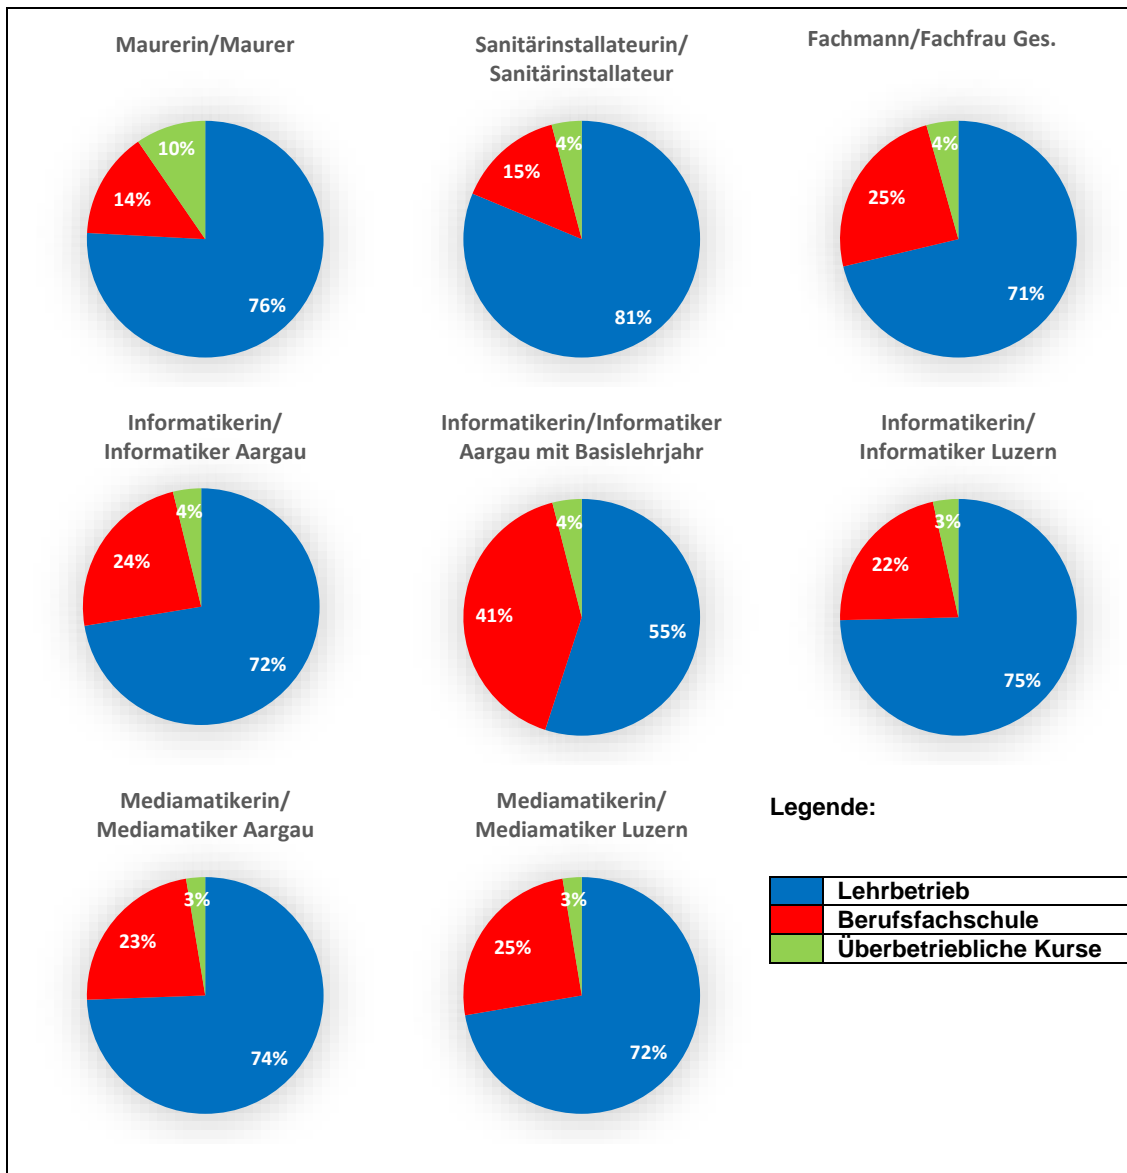 Maurerin/Maurer
10%
14%
76%
Sanitärinstallateurin/
Sanitärinstallateur
4%
15%
81%
Fachmann/Fachfrau Ges.
4%
25%
71%
Informatikerin/
Informatiker Aargau
4%
24%
72%
Informatikerin/Informatiker
Aargau mit Basislehrjahr
4%
41%
55%
Informatikerin/
Informatiker Luzern
3%
22%
75%
Mediamatikerin/
Mediamatiker Aargau
3%
23%
74%
Mediamatikerin/
Mediamatiker Luzern
3%
25%
72%
Legende:
Lehrbetrieb
Berufsfachschule
Überbetriebliche Kurse